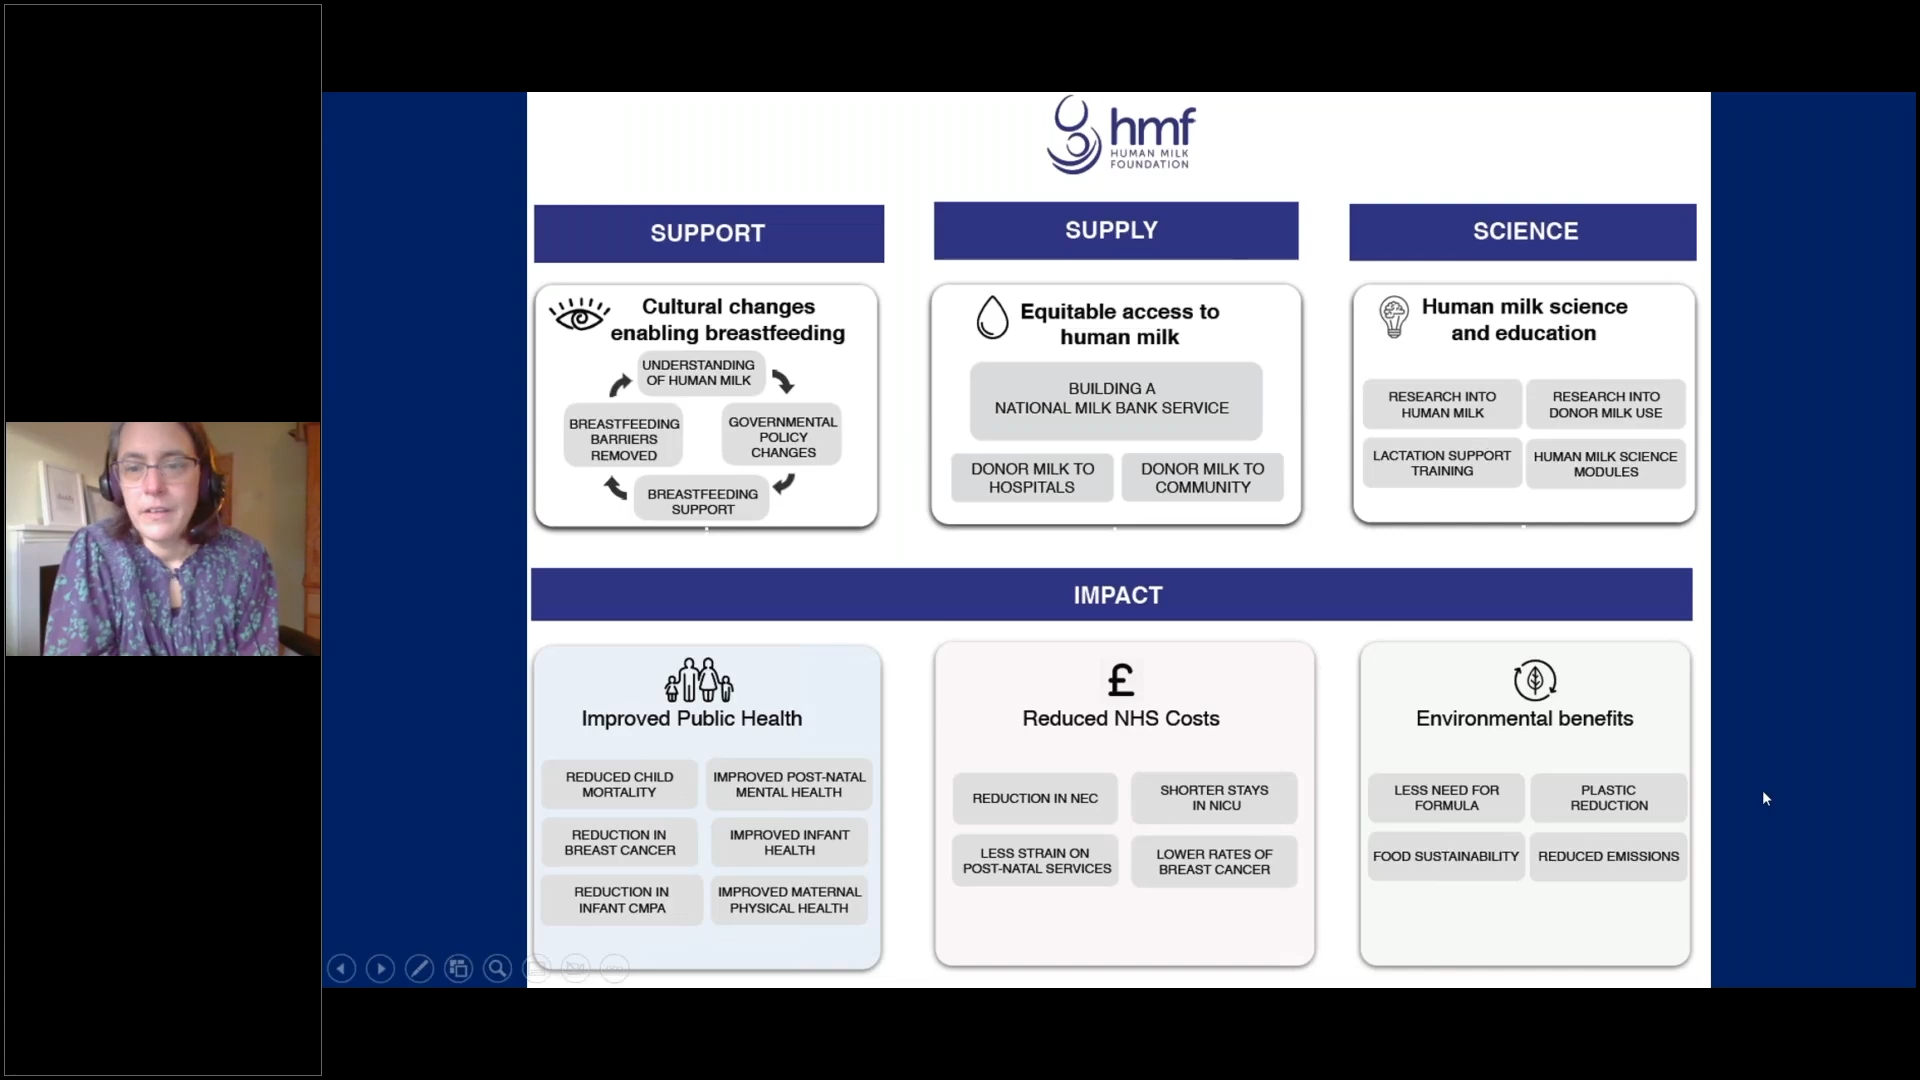 hmf
HUMAN MILK
FOUNDATION
SUPPORT
SUPPLY
SCIENCE
Cultural changes
enabling breastfeeding
UNDERSTANDING
OF HUMAN MILK
BREASTFEEDING
BARRIERS
REMOVED
GOVERNMENTAL
POLICY
CHANGES
BREASTFEEDING
SUPPORT
Equitable access to
human milk
BUILDING A
NATIONAL MILK BANK SERVICE
DONOR MILK TO
HOSPITALS
DONOR MILK TO
COMMUNITY
Human milk science
and education
RESEARCH INTO
HUMAN MILK
RESEARCH INTO
DONOR MILK USE
LACTATION SUPPORT
TRAINING
HUMAN MILK SCIENCE
MODULES
IMPACT
Improved Public Health
REDUCED CHILD
MORTALITY
IMPROVED POST-NATAL
MENTAL HEALTH
REDUCTION IN
BREAST CANCER
IMPROVED INFANT
HEALTH
REDUCTION IN
INFANT CMPA
IMPROVED MATERNAL
PHYSICAL HEALTH
£
Reduced NHS Costs
REDUCTION IN NEC
SHORTER STAYS
IN NICU
LESS STRAIN ON
POST-NATAL SERVICES
LOWER RATES OF
BREAST CANCER
Environmental benefits
LESS NEED FOR
FORMULA
PLASTIC
REDUCTION
FOOD SUSTAINABILITY
REDUCED EMISSIONS